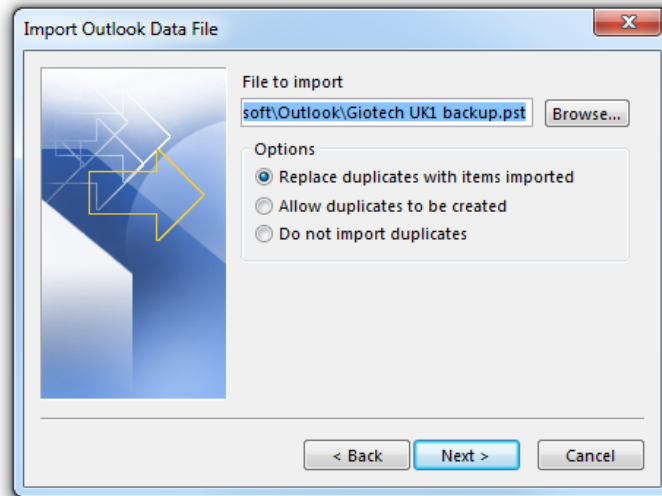 Import Outlook Data File
File to import
soft\Outlook\Giotech UK1 backup.pst
Browse...
Options
Replace duplicates with items imported
Allow duplicates to be created
Do not import duplicates
< Back
Next >
Cancel